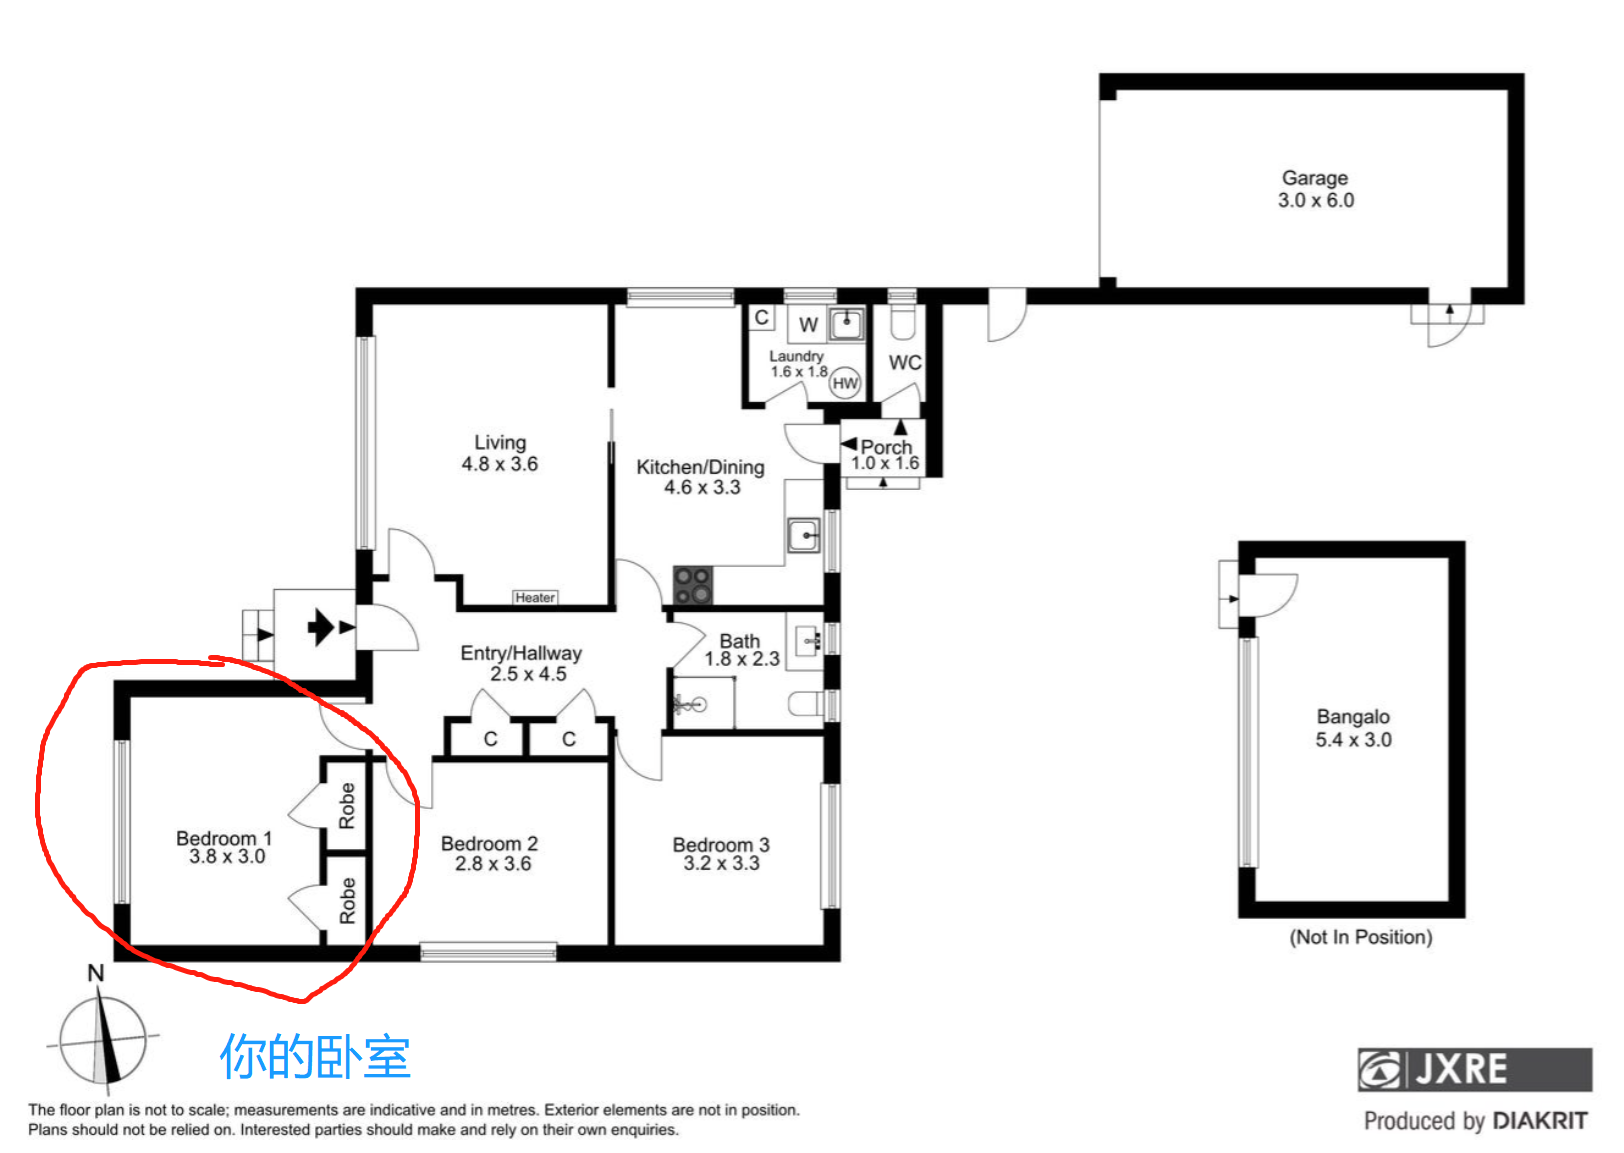 Garage
3.0 x 6.0
C
W
Laundry
1.6 x 1.8
HW
WC
Living
4.8 x 3.6
Kitchen/Dining
4.6 x 3.3
Porch
1.0 x 1.6
Heater
Entry/Hallway
2.5 x 4.5
Bath
1.8 x 2.3
C
C
Bedroom 1
3.8 x 3.0
Robe
Robe
Bedroom 2
2.8 x 3.6
Bedroom 3
3.2 x 3.3
Bangalo
5.4 x 3.0
(Not In Position)
N
你的卧室
The floor plan is not to scale; measurements are indicative and in metres. Exterior elements are not in position.
Plans should not be relied on. Interested parties should make and rely on their own enquiries.
JXRE
Produced by DIAKRIT